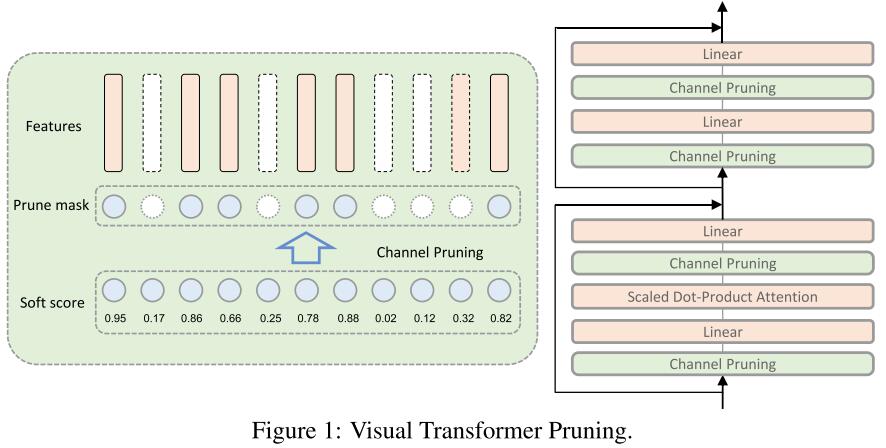 Features
Prune mask
Channel Pruning
Soft score
0.95 0.17 0.86 0.66 0.25 0.78 0.88 0.02 0.12 0.32 0.82
Linear
Channel Pruning
Linear
Channel Pruning
Linear
Channel Pruning
Scaled Dot-Product Attention
Linear
Channel Pruning
Figure 1: Visual Transformer Pruning.